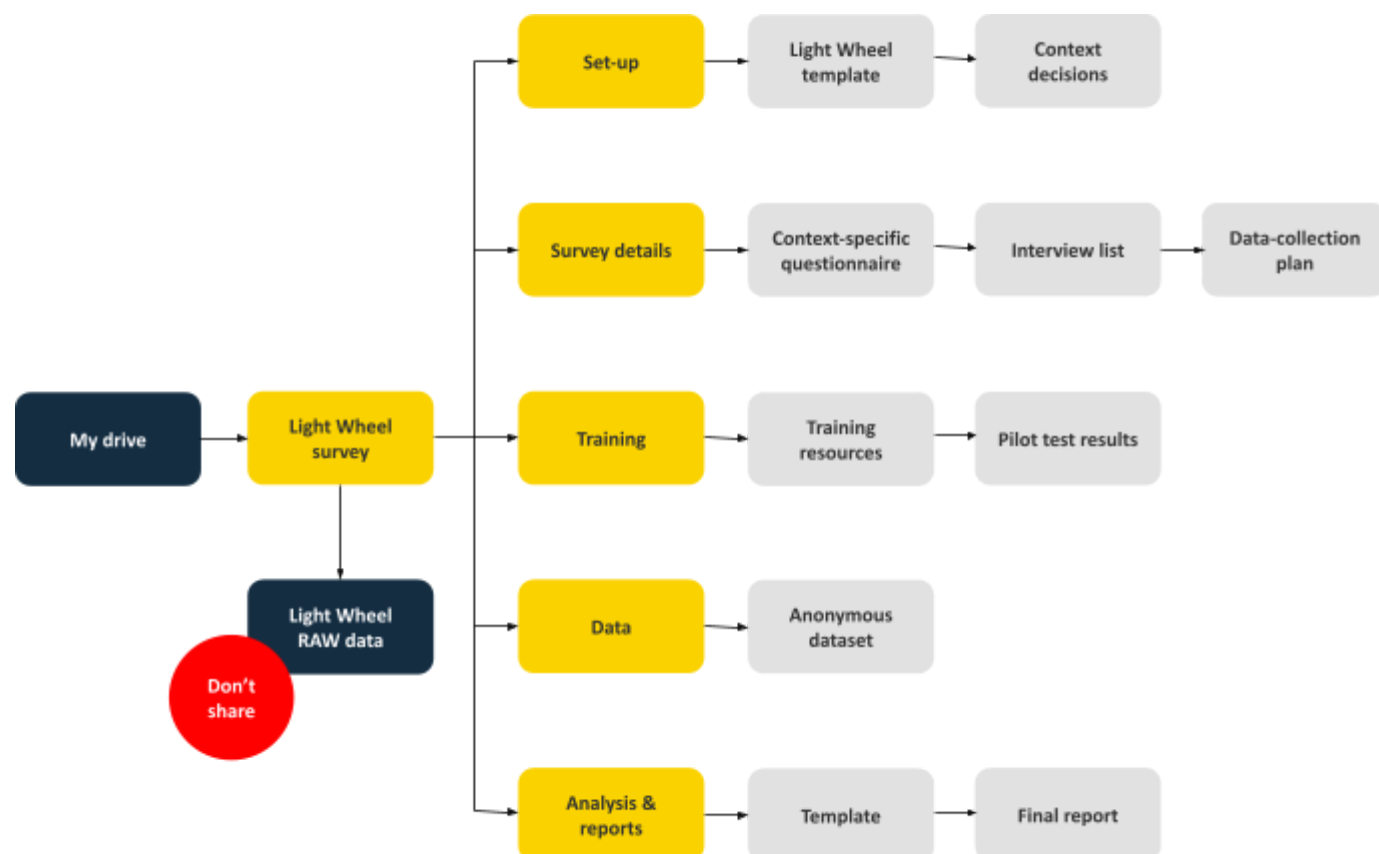 Set-up
Light Wheel
template
Context
decisions
Survey details
Context-specific
questionnaire
Interview list
Data-collection
plan
My drive
Light Wheel
survey
Training
Training
resources
Pilot test results
Light Wheel
RAW data
Don't
share
Data
Anonymous
dataset
Analysis &
reports
Template
Final report